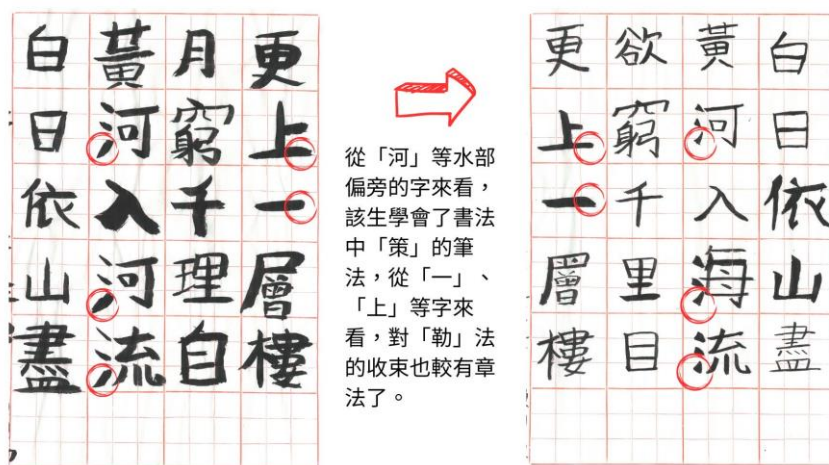 白日依山盡
黃河入河流
月窮千理自
更上一層樓
從「河」等水部
偏旁的字來看，
該生學會了書法
中「策」的筆
法，從「一」、
「上」等字來
看，對「勒」法
的收束也較有章
法了。
白日依山盡
黃河入海流
欲窮千里目
更上一層樓